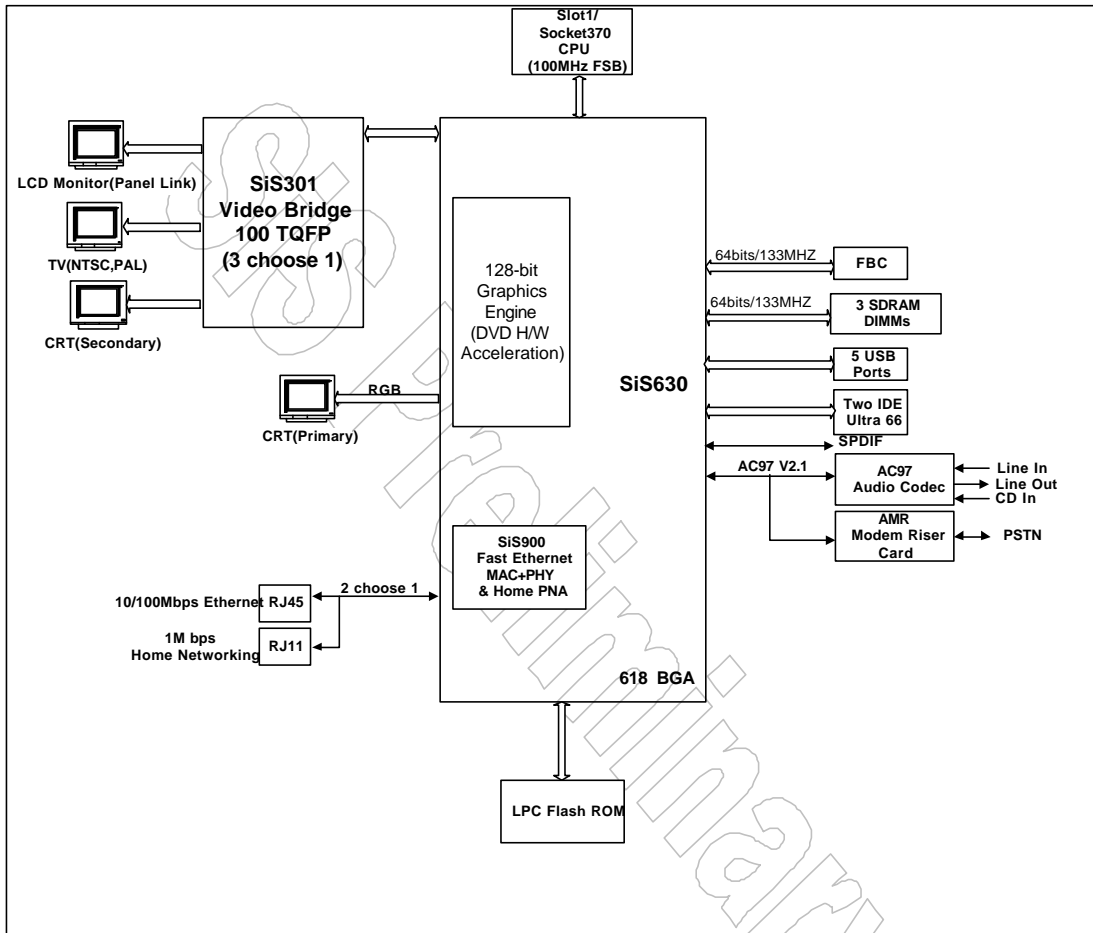 Slot1/
Socket370
CPU
(100MHz FSB)
LCD Monitor(Panel Link)
TV(NTSC,PAL)
CRT(Secondary)
SiS301
Video Bridge
100 TQFP
(3 choose 1)
128-bit
Graphics
Engine
(DVD H/W
Acceleration)
RGB
CRT(Primary)
SiS630
64bits/133MHZ
FBC
64bits/133MHZ
3 SDRAM
DIMMs
5 USB
Ports
Two IDE
Ultra 66
SPDIF
AC97 V2.1
AC97
Audio Codec
Line In
Line Out
CD In
AMR
Modem Riser
Card
PSTN
SiS900
Fast Ethernet
MAC+PHY
& Home PNA
2 choose 1
10/100Mbps Ethernet
RJ45
1M bps
Home Networking
RJ11
618 BGA
LPC Flash ROM
SiS Preliminary